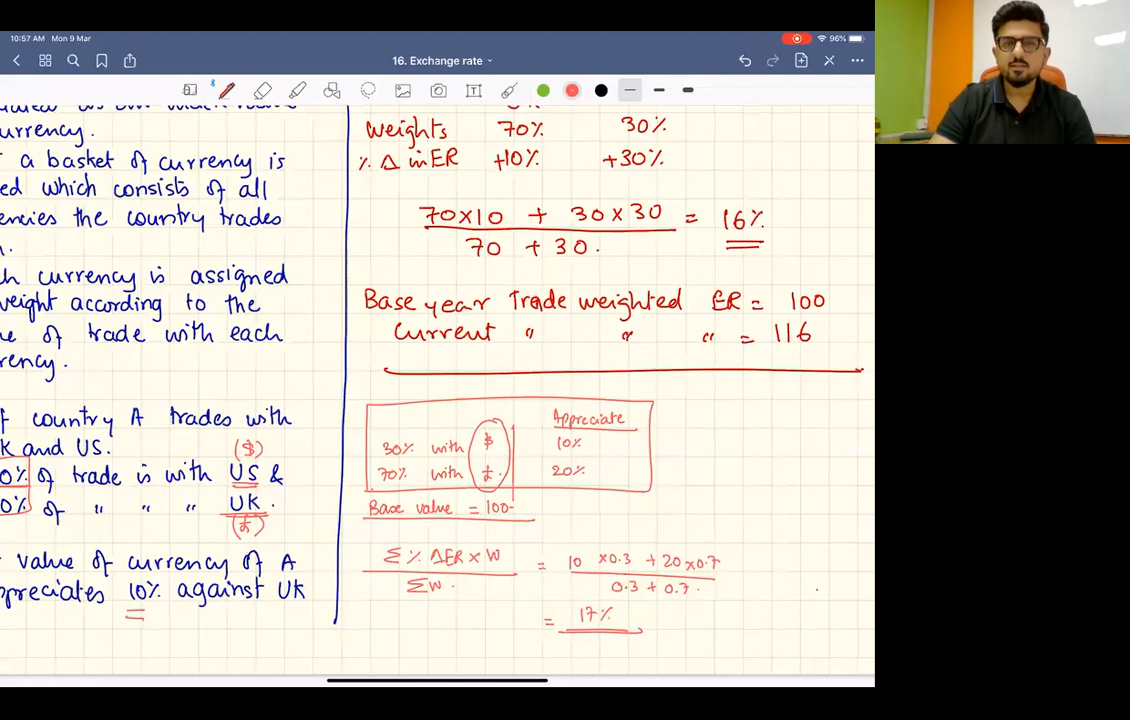 10:57 AM Mon 9 Mar
96%
16. Exchange rate
urrency.
a basket of currency is
ed which consists of all
encies the country trades
ch currency is assigned
weight according to the
ue of trade with each
rency.
f country A trades with
K and US. ($)
0% of trade is with US &
0% of " " " UK.
(£)
value of currency of A
ppreciates 10% against UK
Weights 70% 30%
% Δ in ER +10% +30%
70×10 + 30×30 = 16%
70 + 30.
Base year Trade weighted ER = 100
Current " " " = 116
Appreciate
30% with $ 10%
70% with £. 20%
Base value = 100
Σ % ΔER × W = 10 ×0.3 + 20×0.7
ΣW. 0.3 + 0.7.
= 17%